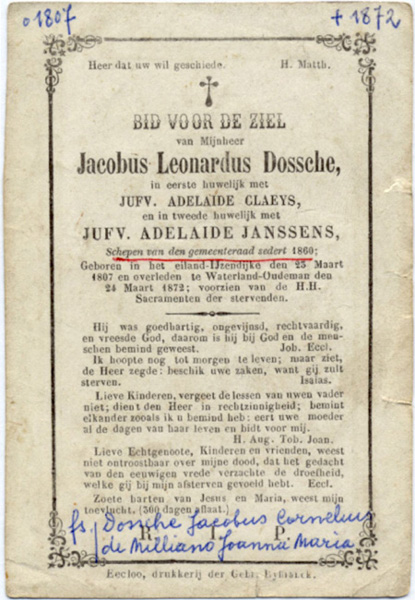 o 1807 + 1872
Heer dat uw wil geschiede. H. Matth.
BID VOOR DE ZIEL
van Mijnheer
Jacobus Leonardus Dossche,
in eerste huwelijk met
JUFV. ADELAIDE CLAEYS,
en in tweede huwelijk met
JUFV. ADELAIDE JANSSENS,
Schepen van den gemeenteraad sedert 1860;
Geboren in het eiland-IJzendijke den 25 Maart
1807 en overleden te Waterland-Oudeman den
24 Maart 1872; voorzien van de H.H.
Sacramenten der stervenden.
Hij was goedhartig, ongevijnsd, rechtvaardig,
en vreesde God, daarom is hij bij God en de men-
schen bemind geweest. Job. Eccl.
Ik hoopte nog tot morgen te leven; maar ziet,
de Heer zegde: beschik uwe zaken, want gij zult
sterven. Isaias.
Lieve Kinderen, vergeet de lessen van uwen vader
niet; dient den Heer in rechtzinnigheid; bemint
elkander zooals ik u bemind heb: eert uwe moeder
al de dagen van haar leven en bidt voor mij.
H. Aug. Tob. Joan.
Lieve Echtgenoote, Kinderen en vrienden, weest
niet ontroostbaar over mijne dood, dat het gedacht
van den eeuwigen vrede verzachte de droefheid,
welke gij bij mijn afsterven gevoeld hebt. Eccl.
Zoete harten van Jesus en Maria, weest mijn
toevlucht. (300 dagen aflaat.)
fs / Dossche Jacobus Cornelius
de Milliano Joanna Maria
R. I. P.
Eecloo, drukkerij der Gebr. Bytlalck.